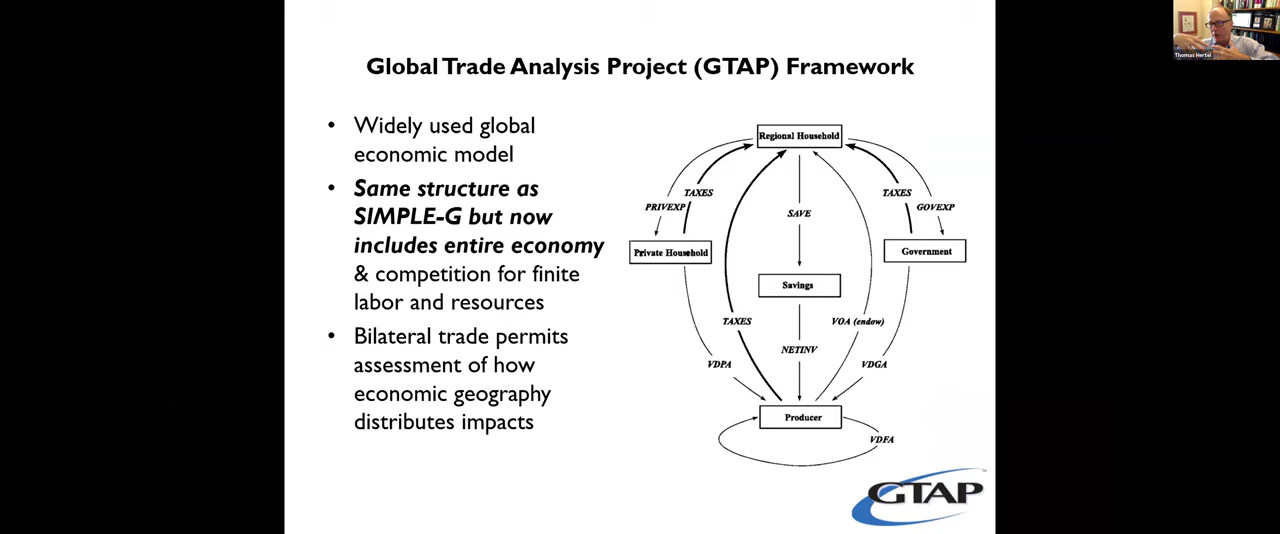 Thomas Hertel
Global Trade Analysis Project (GTAP) Framework
• Widely used global
economic model
• Same structure as
SIMPLE-G but now
includes entire economy
& competition for finite
labor and resources
• Bilateral trade permits
assessment of how
economic geography
distributes impacts
Regional Household
TAXES
TAXES
PRIVEXP
GOVEXP
SAVE
Private Household
Government
Savings
TAXES
VOA (endow)
NETINV
VDPA
VDGA
Producer
VDFA
GTAP